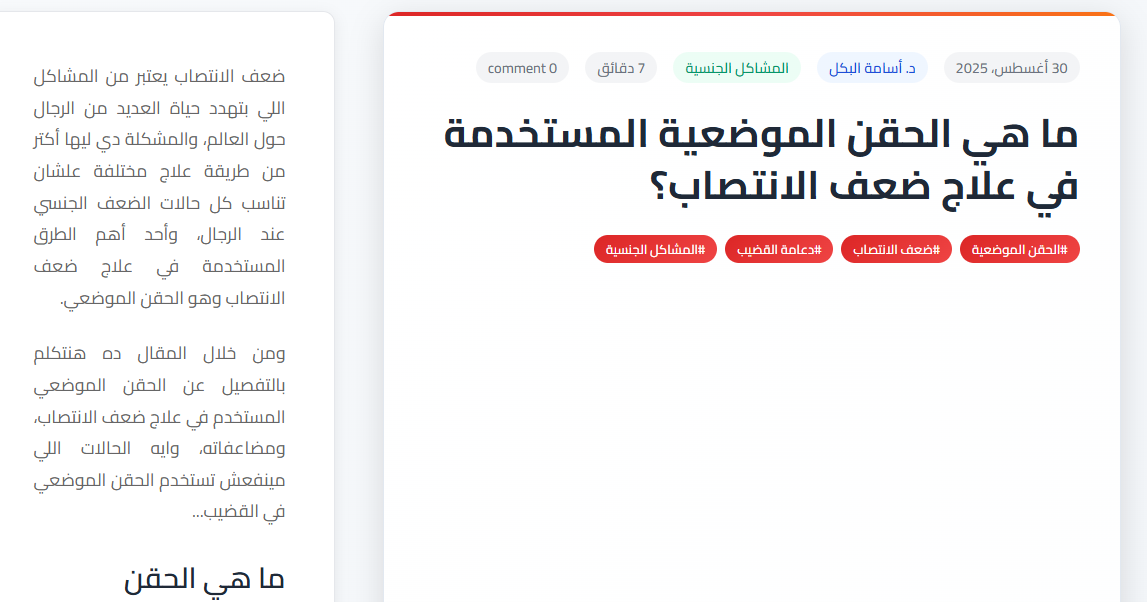 30 أغسطس، 2025
د. أسامة البكل
المشاكل الجنسية
7 دقائق
0 comment
ما هي الحقن الموضعية المستخدمة
في علاج ضعف الانتصاب؟
#الحقن الموضعية
#ضعف الانتصاب
#دعامة القضيب
#المشاكل الجنسية
ضعف الانتصاب يعتبر من المشاكل
اللي بتهدد حياة العديد من الرجال
حول العالم، والمشكلة دي ليها أكتر
من طريقة علاج مختلفة علشان
تناسب كل حالات الضعف الجنسي
عند الرجال، وأحد أهم الطرق
المستخدمة في علاج ضعف
الانتصاب وهو الحقن الموضعي.
ومن خلال المقال ده هنتكلم
بالتفصيل عن الحقن الموضعي
المستخدم في علاج ضعف الانتصاب،
ومضاعفاته، وايه الحالات اللي
مينفعش تستخدم الحقن الموضعي
في القضيب...
ما هي الحقن